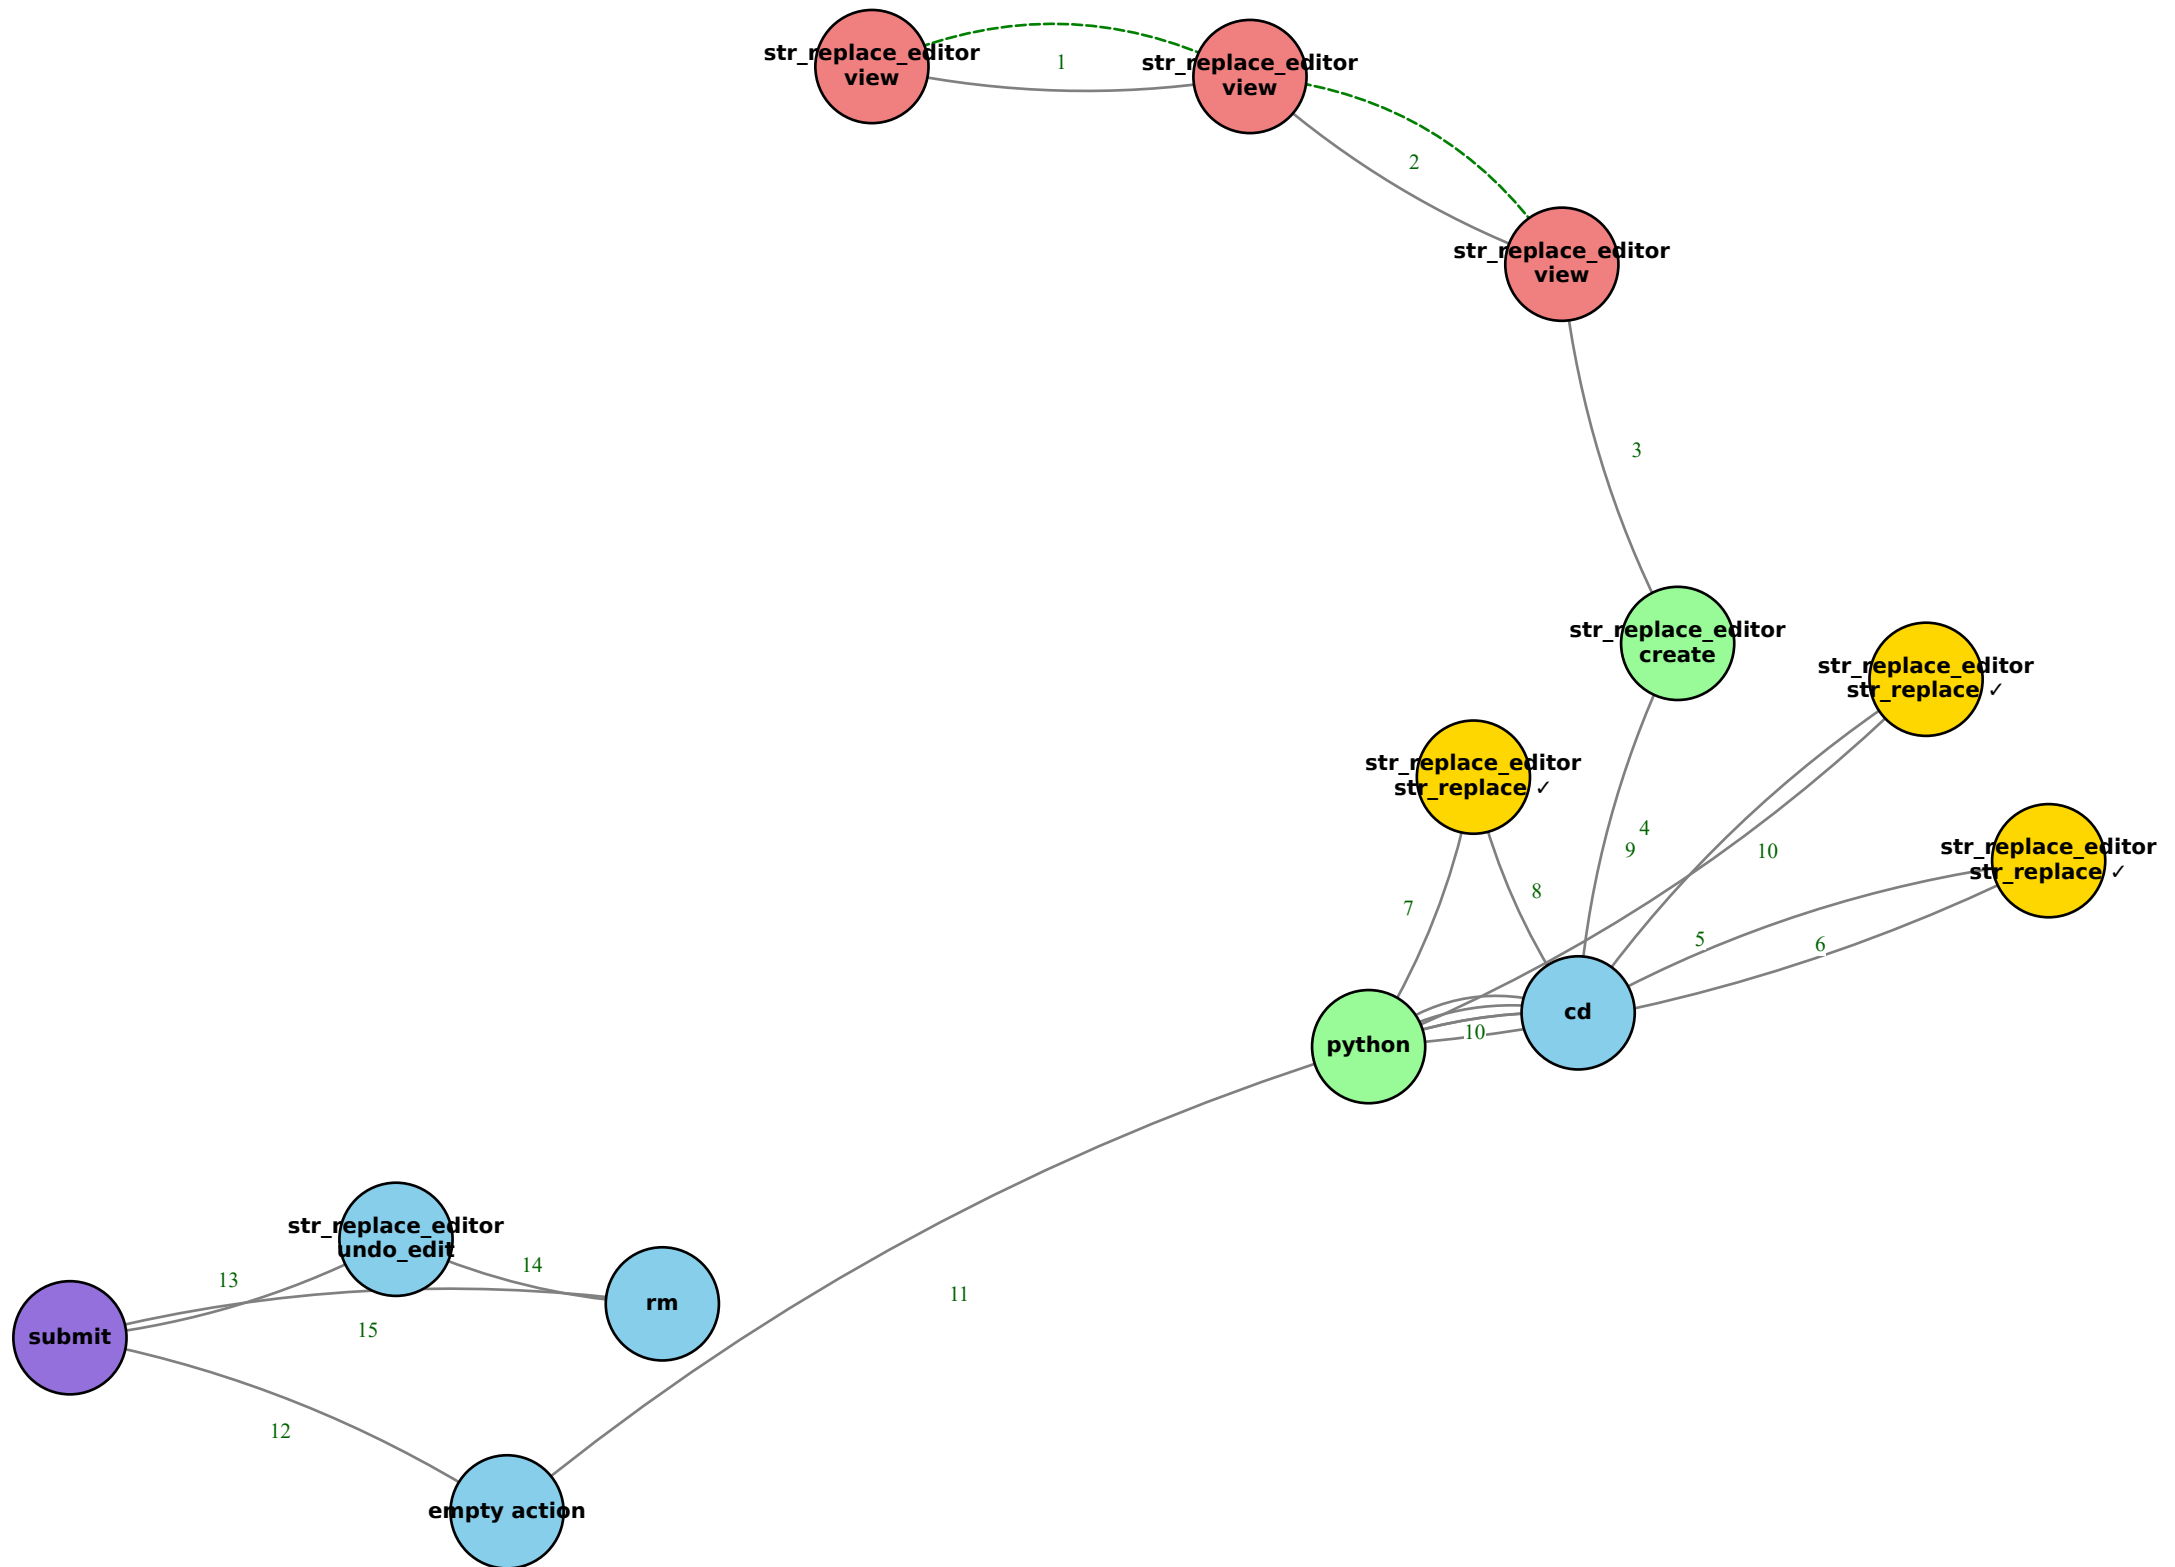 str_replace_editor
view
1
str_replace_editor
view
2
str_replace_editor
view
3
str_replace_editor
create
str_replace_editor
str_replace ✓
str_replace_editor
str_replace ✓
4
9
10
str_replace_editor
str_replace ✓
8
7
5
6
cd
10
python
str_replace_editor
undo_edit
14
13
rm
11
15
submit
12
empty action